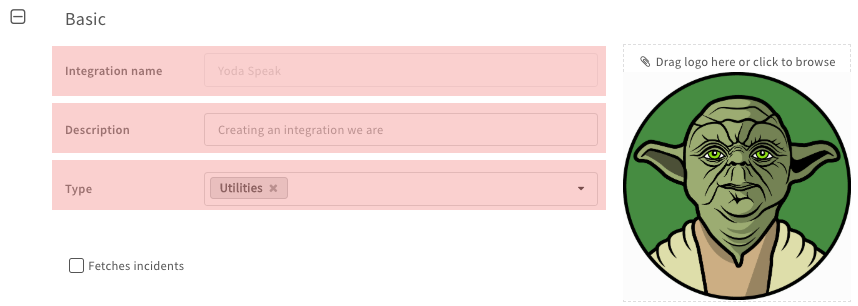 Basic
Integration name
Yoda Speak
Drag logo here or click to browse
Description
Creating an integration we are
Type
Utilities
Fetches incidents